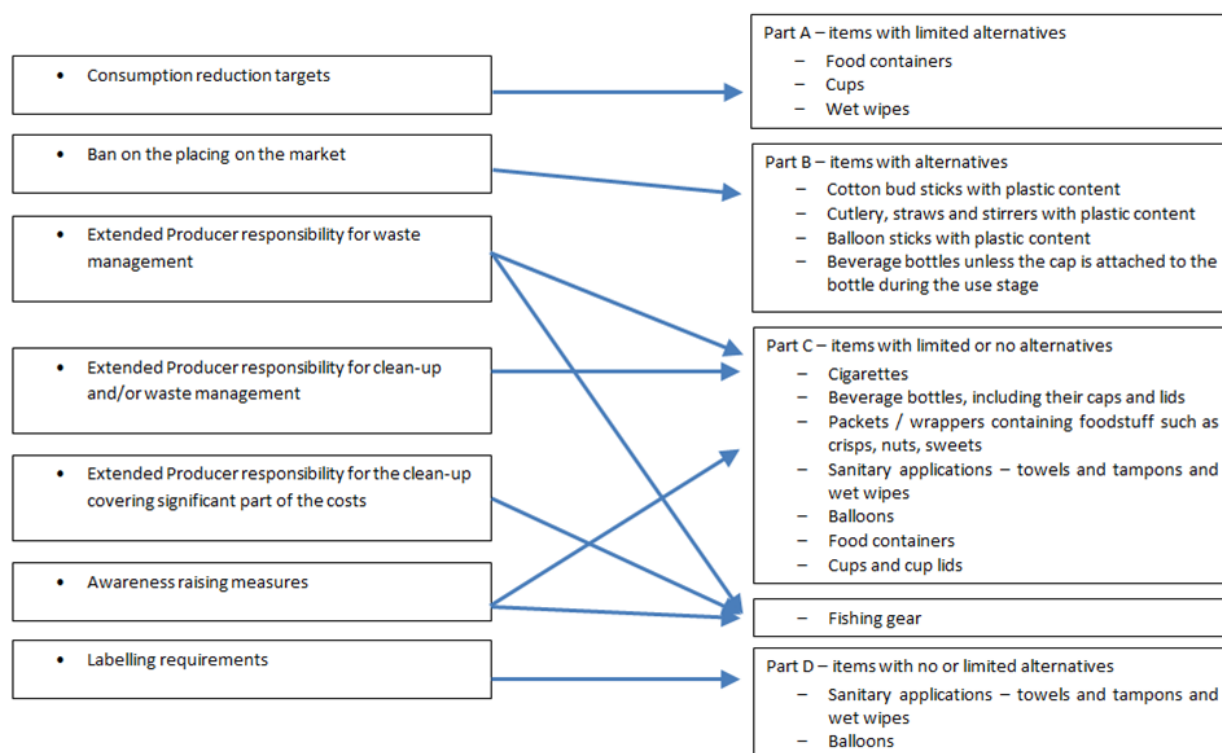 • Consumption reduction targets
• Ban on the placing on the market
• Extended Producer responsibility for waste
management
• Extended Producer responsibility for clean-up
and/or waste management
• Extended Producer responsibility for the clean-up
covering significant part of the costs
• Awareness raising measures
• Labelling requirements
Part A – items with limited alternatives
– Food containers
– Cups
– Wet wipes
Part B – items with alternatives
– Cotton bud sticks with plastic content
– Cutlery, straws and stirrers with plastic content
– Balloon sticks with plastic content
– Beverage bottles unless the cap is attached to the
bottle during the use stage
Part C – items with limited or no alternatives
– Cigarettes
– Beverage bottles, including their caps and lids
– Packets / wrappers containing foodstuff such as
crisps, nuts, sweets
– Sanitary applications – towels and tampons and
wet wipes
– Balloons
– Food containers
– Cups and cup lids
– Fishing gear
Part D – items with no or limited alternatives
– Sanitary applications – towels and tampons and
wet wipes
– Balloons